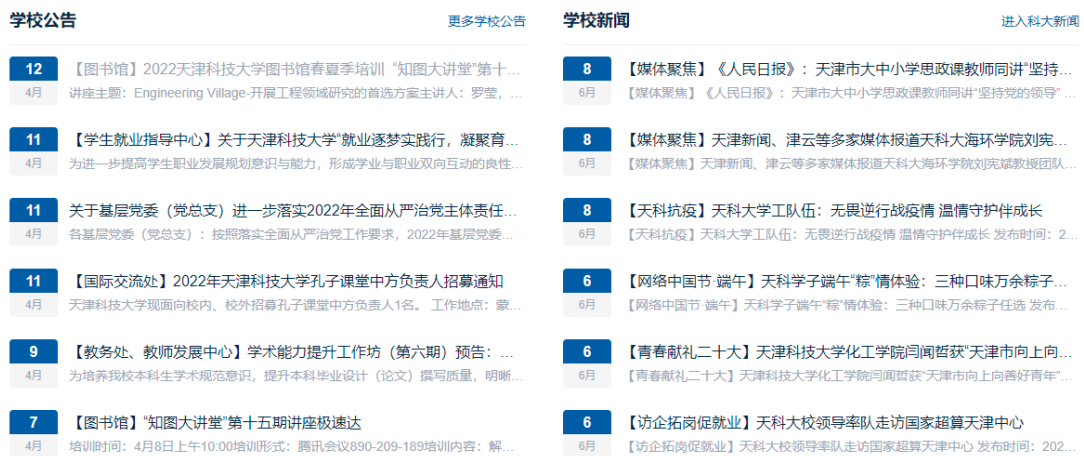 学校公告
更多学校公告
12
4月
【图书馆】2022天津科技大学图书馆春夏季培训 “知图大讲堂”第十…
讲座主题：Engineering Village-开展工程领域研究的首选方案主讲人：罗莹，…
11
4月
【学生就业指导中心】关于天津科技大学“就业逐梦实践行，凝聚育…
为进一步提高学生职业发展规划意识与能力，形成学业与职业双向互动的良性…
11
4月
关于基层党委（党总支）进一步落实2022年全面从严治党主体责任…
各基层党委（党总支）：按照落实全面从严治党工作要求，2022年基层党委…
11
4月
【国际交流处】2022年天津科技大学孔子课堂中方负责人招募通知
天津科技大学现面向校内、校外招募孔子课堂中方负责人1名。 工作地点：蒙…
9
4月
【教务处、教师发展中心】学术能力提升工作坊（第六期）预告：…
为培养我校本科生学术规范意识，提升本科毕业设计（论文）撰写质量，明晰…
7
4月
【图书馆】“知图大讲堂”第十五期讲座极速达
培训时间：4月8日上午10:00培训形式：腾讯会议890-209-189培训内容：解…
学校新闻
进入科大新闻
8
6月
【媒体聚焦】《人民日报》：天津市大中小学思政课教师同讲“坚持…
【媒体聚焦】《人民日报》：天津市大中小学思政课教师同讲“坚持党的领导” …
8
6月
【媒体聚焦】天津新闻、津云等多家媒体报道天科大海环学院刘宪…
【媒体聚焦】天津新闻、津云等多家媒体报道天科大海环学院刘宪斌教授团队…
8
6月
【天科抗疫】天科大学工队伍：无畏逆行战疫情 温情守护伴成长
【天科抗疫】天科大学工队伍：无畏逆行战疫情 温情守护伴成长 发布时间：2…
6
6月
【网络中国节·端午】天科学子端午“粽”情体验：三种口味万余粽子…
【网络中国节·端午】天科学子端午“粽”情体验：三种口味万余粽子任选 发布…
6
6月
【青春献礼二十大】天津科技大学化工学院闫闻哲获“天津市向上向…
【青春献礼二十大】天津科技大学化工学院闫闻哲获“天津市向上向善好青年”…
6
6月
【访企拓岗促就业】天科大校领导率队走访国家超算天津中心
【访企拓岗促就业】天科大校领导率队走访国家超算天津中心 发布时间：202…